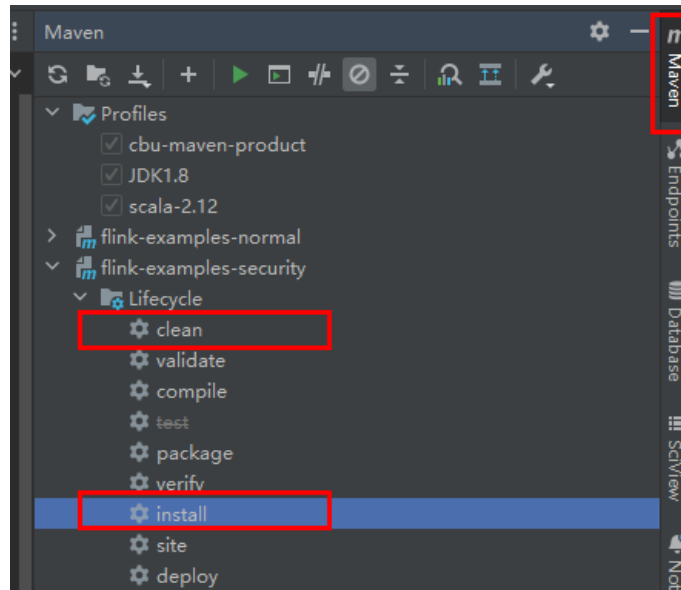 Maven
Profiles
cbu-maven-product
JDK1.8
scala-2.12
flink-examples-normal
flink-examples-security
Lifecycle
clean
validate
compile
test
package
verify
install
site
deploy
m Maven
Endpoints
Database
SciView
Not